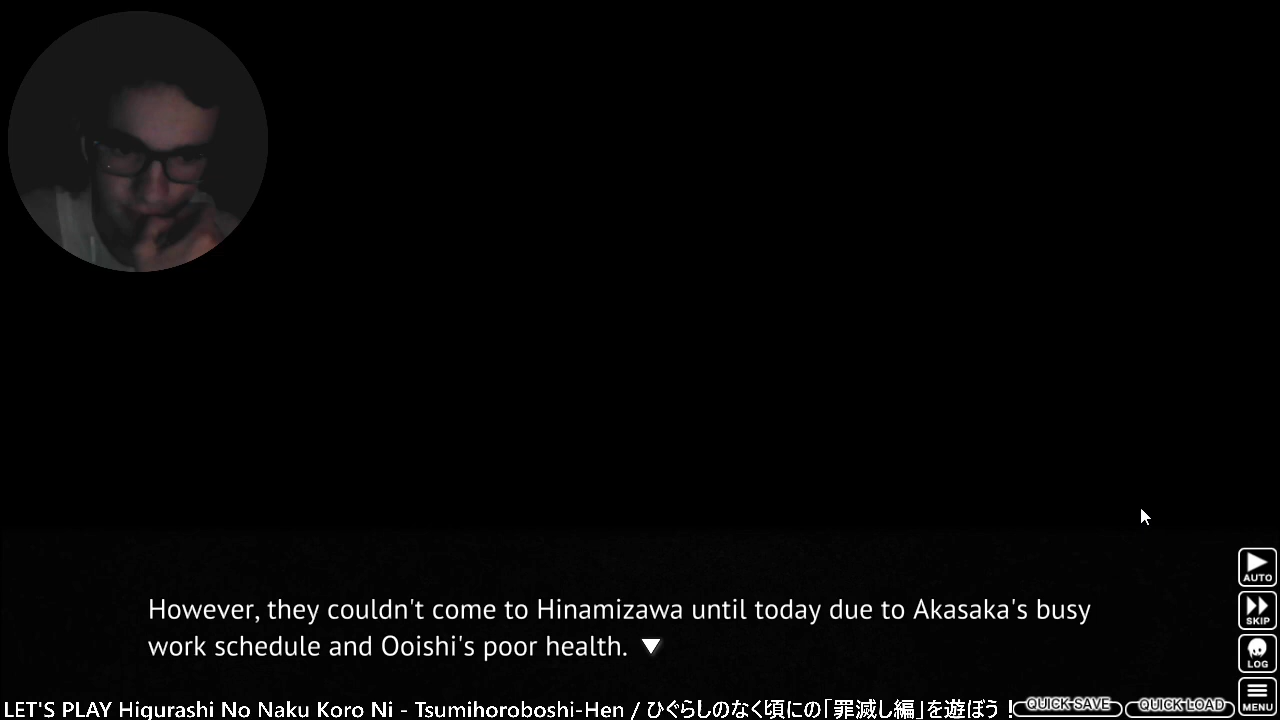 However, they couldn't come to Hinamizawa until today due to Akasaka's busy
work schedule and Ooishi's poor health.
AUTO
SKIP
LOG
MENU
LET'S PLAY Higurashi No Naku Koro Ni - Tsumihoroboshi-Hen / ひぐらしのなく頃にの「罪滅し編」を遊ぼう！
QUICK SAVE
QUICK LOAD